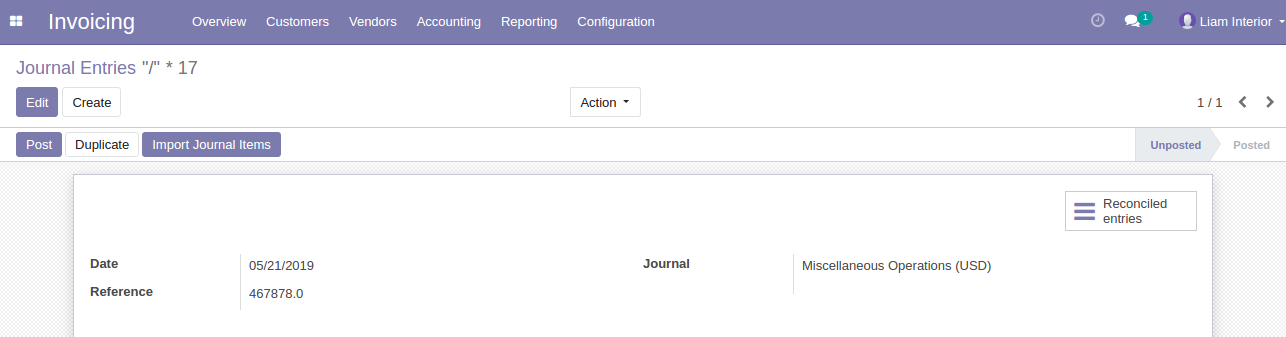 Invoicing Overview Customers Vendors Accounting Reporting Configuration 1 Liam Interior
Journal Entries "/" * 17
Edit Create Action 1 / 1
Post Duplicate Import Journal Items Unposted Posted
Reconciled
entries
Date 05/21/2019 Journal Miscellaneous Operations (USD)
Reference 467878.0